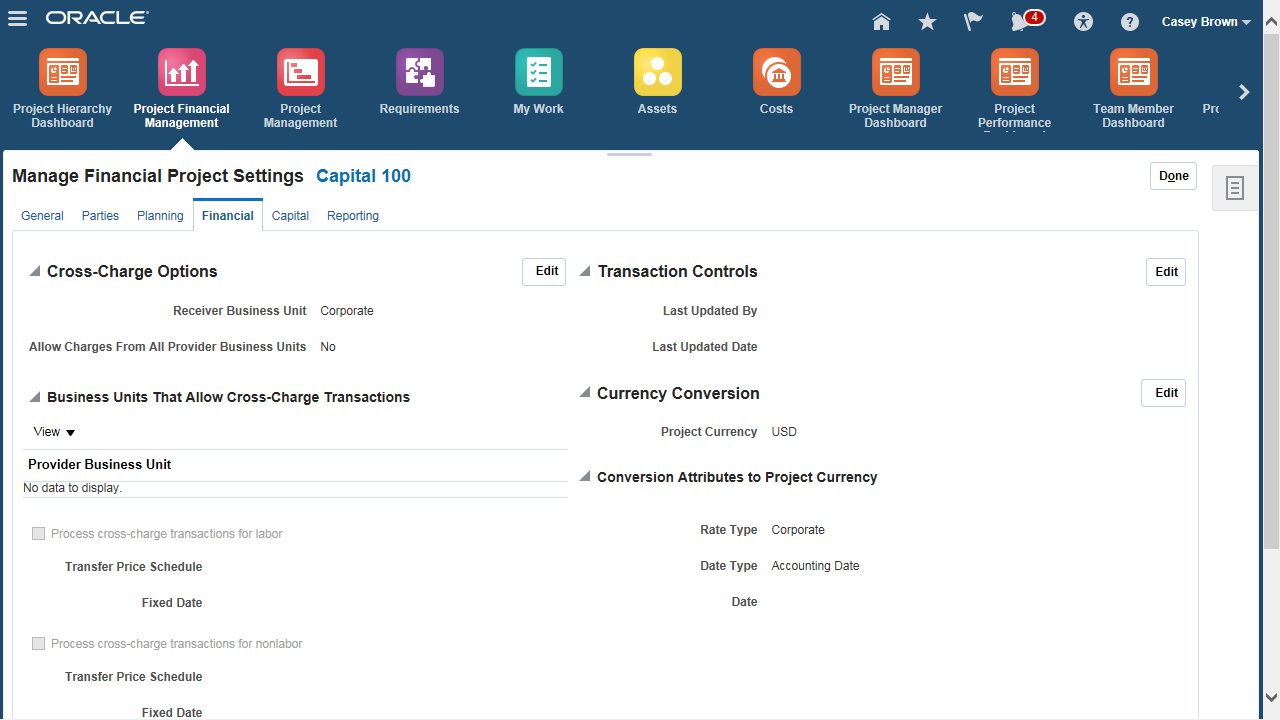 ORACLE
4
Casey Brown
Project Hierarchy
Dashboard
Project Financial
Management
Project
Management
Requirements
My Work
Assets
Costs
Project Manager
Dashboard
Project
Performance
Team Member
Dashboard
Manage Financial Project Settings Capital 100
Done
General Parties Planning Financial Capital Reporting
Cross-Charge Options
Edit
Receiver Business Unit Corporate
Allow Charges From All Provider Business Units No
Business Units That Allow Cross-Charge Transactions
View
Provider Business Unit
No data to display.
Process cross-charge transactions for labor
Transfer Price Schedule
Fixed Date
Process cross-charge transactions for nonlabor
Transfer Price Schedule
Fixed Date
Transaction Controls
Edit
Last Updated By
Last Updated Date
Currency Conversion
Edit
Project Currency USD
Conversion Attributes to Project Currency
Rate Type Corporate
Date Type Accounting Date
Date